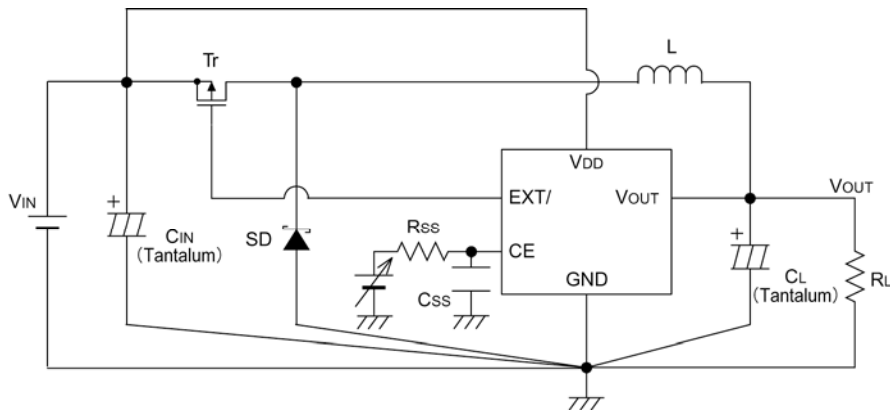 L
Tr
VDD
EXT/
VOUT
VOUT
VIN
+
CIN
(Tantalum)
SD
RSS
CE
CSS
GND
+
CL
(Tantalum)
RL